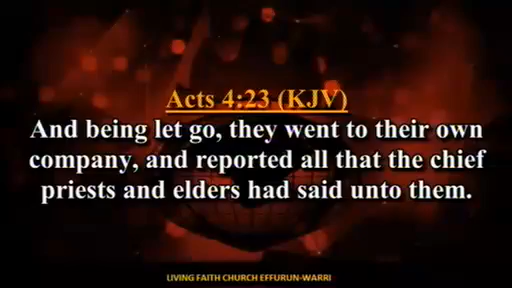 Acts 4:23 (KJV)
And being let go, they went to their own
company, and reported all that the chief
priests and elders had said unto them.
LIVING FAITH CHURCH EFFURUN-WARRI